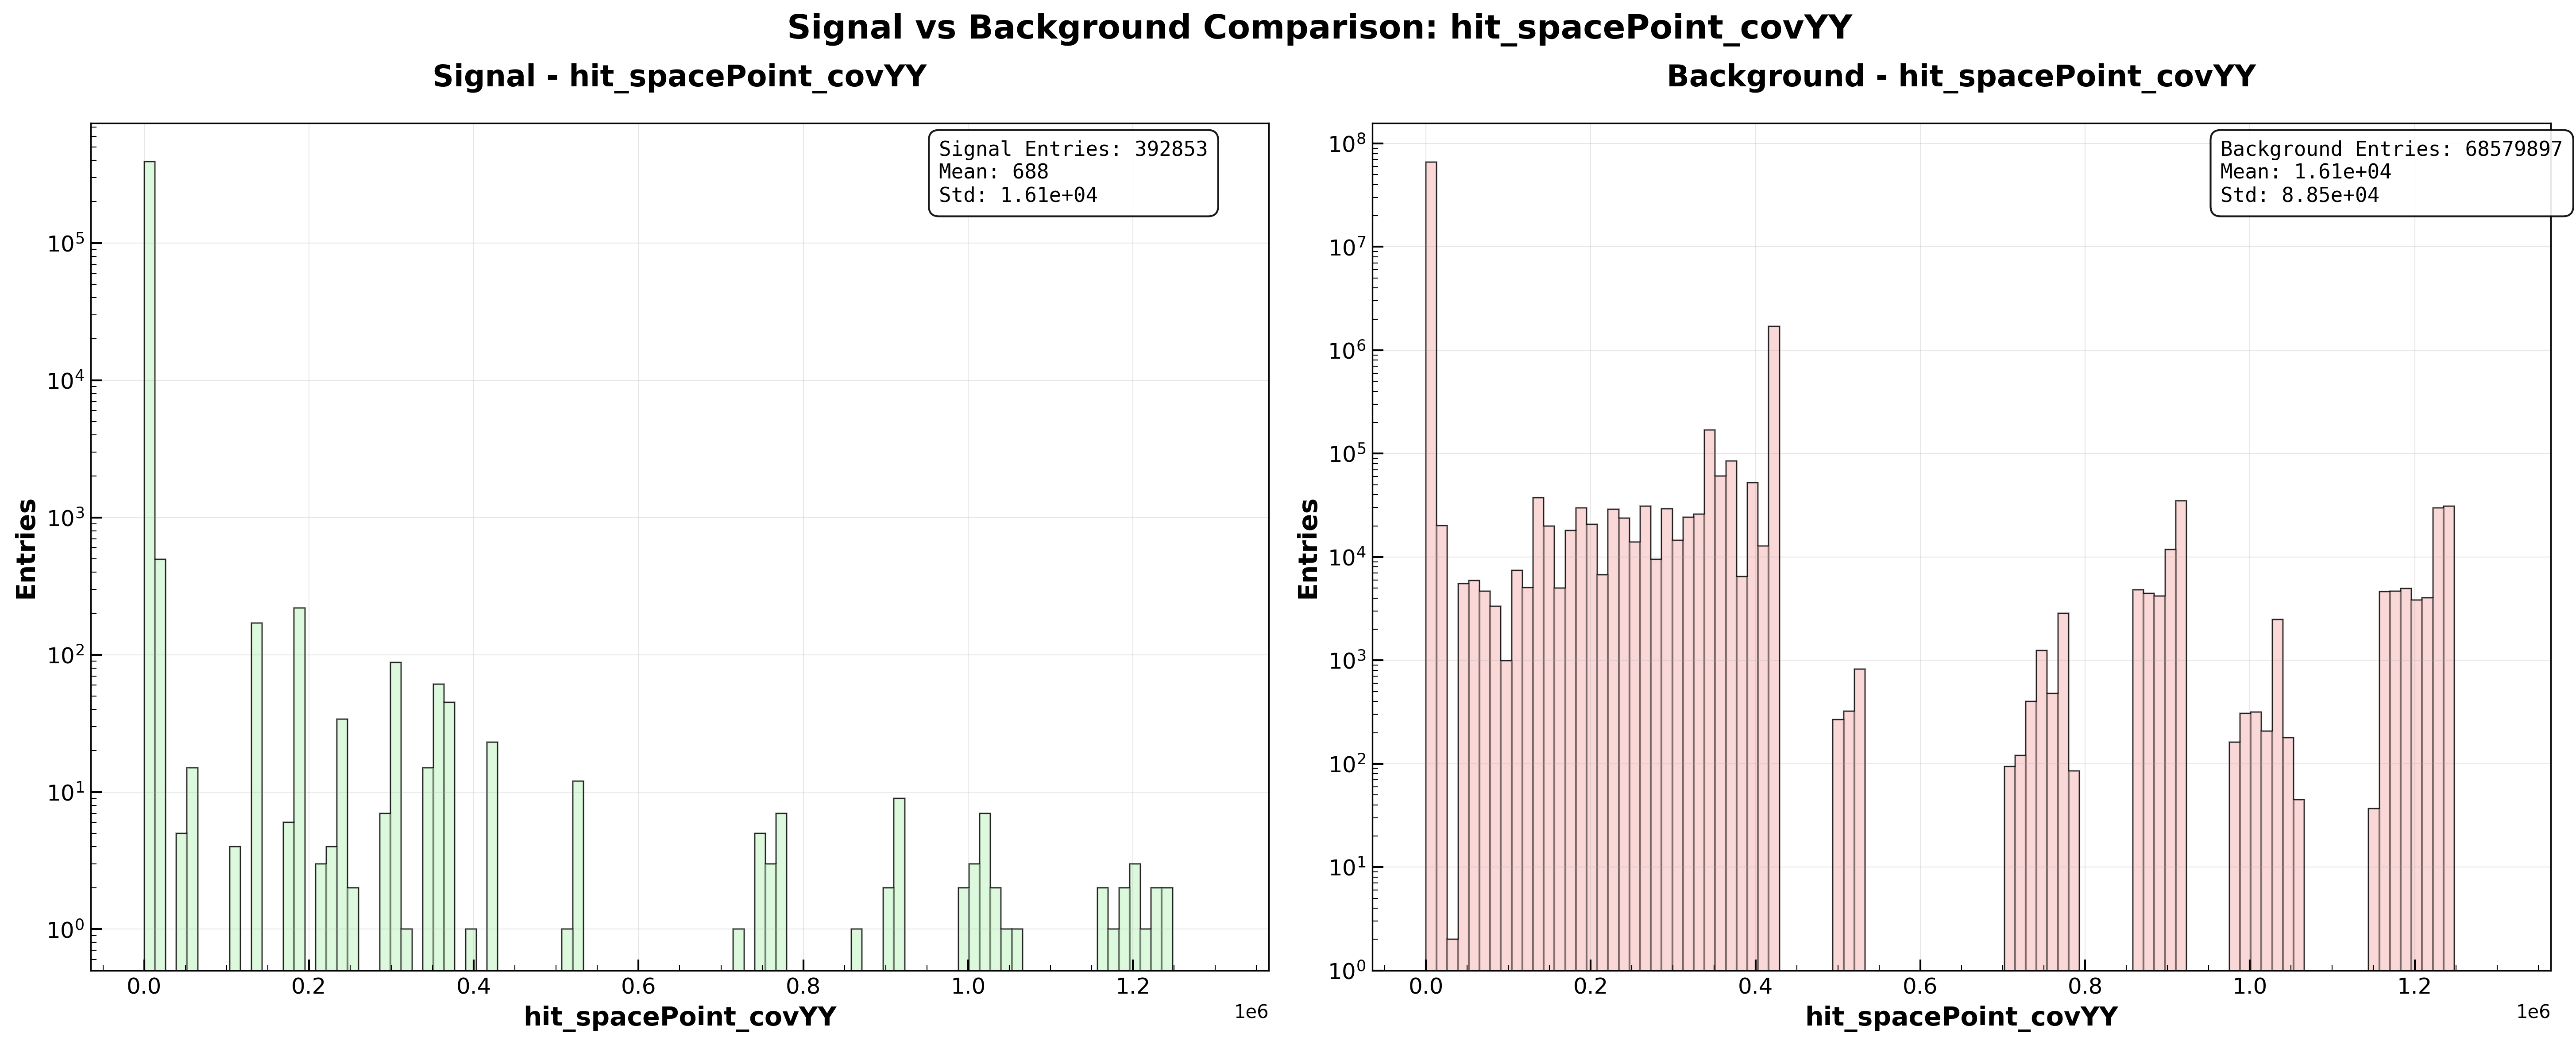 Signal vs Background Comparison: hit_spacePoint_covYY
Signal - hit_spacePoint_covYY
Signal Entries: 392853
Mean: 688
Std: 1.61e+04
Entries
10^5
10^4
10^3
10^2
10^1
10^0
0.0 0.2 0.4 0.6 0.8 1.0 1.2
1e6
hit_spacePoint_covYY
Background - hit_spacePoint_covYY
Background Entries: 68579897
Mean: 1.61e+04
Std: 8.85e+04
Entries
10^8
10^7
10^6
10^5
10^4
10^3
10^2
10^1
10^0
0.0 0.2 0.4 0.6 0.8 1.0 1.2
1e6
hit_spacePoint_covYY